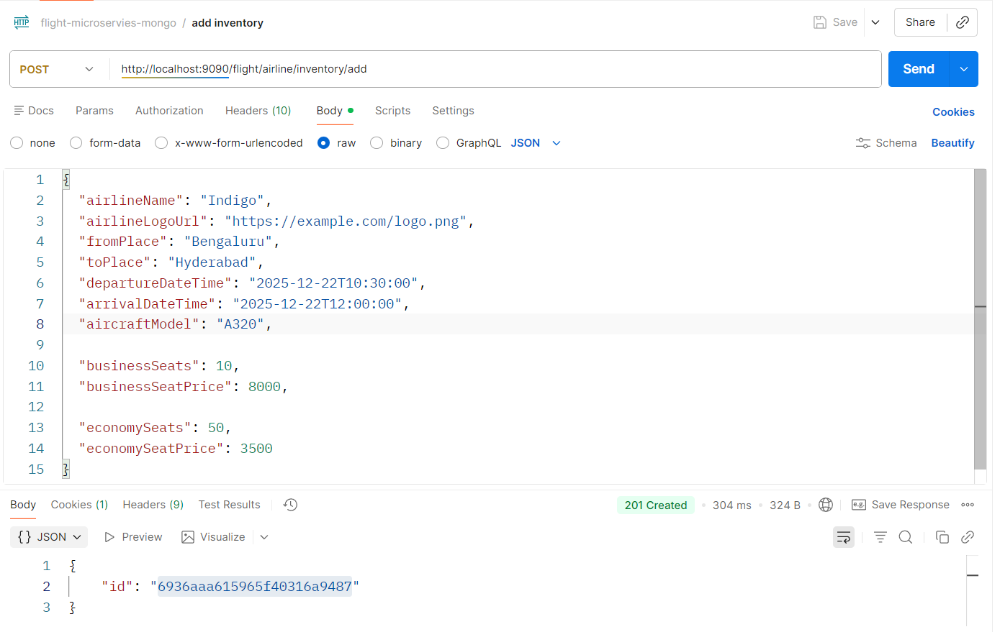 HTTP flight-microservies-mongo / add inventory Save Share
POST http://localhost:9090/flight/airline/inventory/add Send
Docs Params Authorization Headers (10) Body Scripts Settings Cookies
none form-data x-www-form-urlencoded raw binary GraphQL JSON Schema Beautify
1 {
2 "airlineName": "Indigo",
3 "airlineLogoUrl": "https://example.com/logo.png",
4 "fromPlace": "Bengaluru",
5 "toPlace": "Hyderabad",
6 "departureDateTime": "2025-12-22T10:30:00",
7 "arrivalDateTime": "2025-12-22T12:00:00",
8 "aircraftModel": "A320",
9
10 "businessSeats": 10,
11 "businessSeatPrice": 8000,
12
13 "economySeats": 50,
14 "economySeatPrice": 3500
15 }
Body Cookies (1) Headers (9) Test Results 201 Created 304 ms 324 B e.g. Save Response
{} JSON Preview Visualize
1 {
2 "id": "6936aaa615965f40316a9487"
3 }